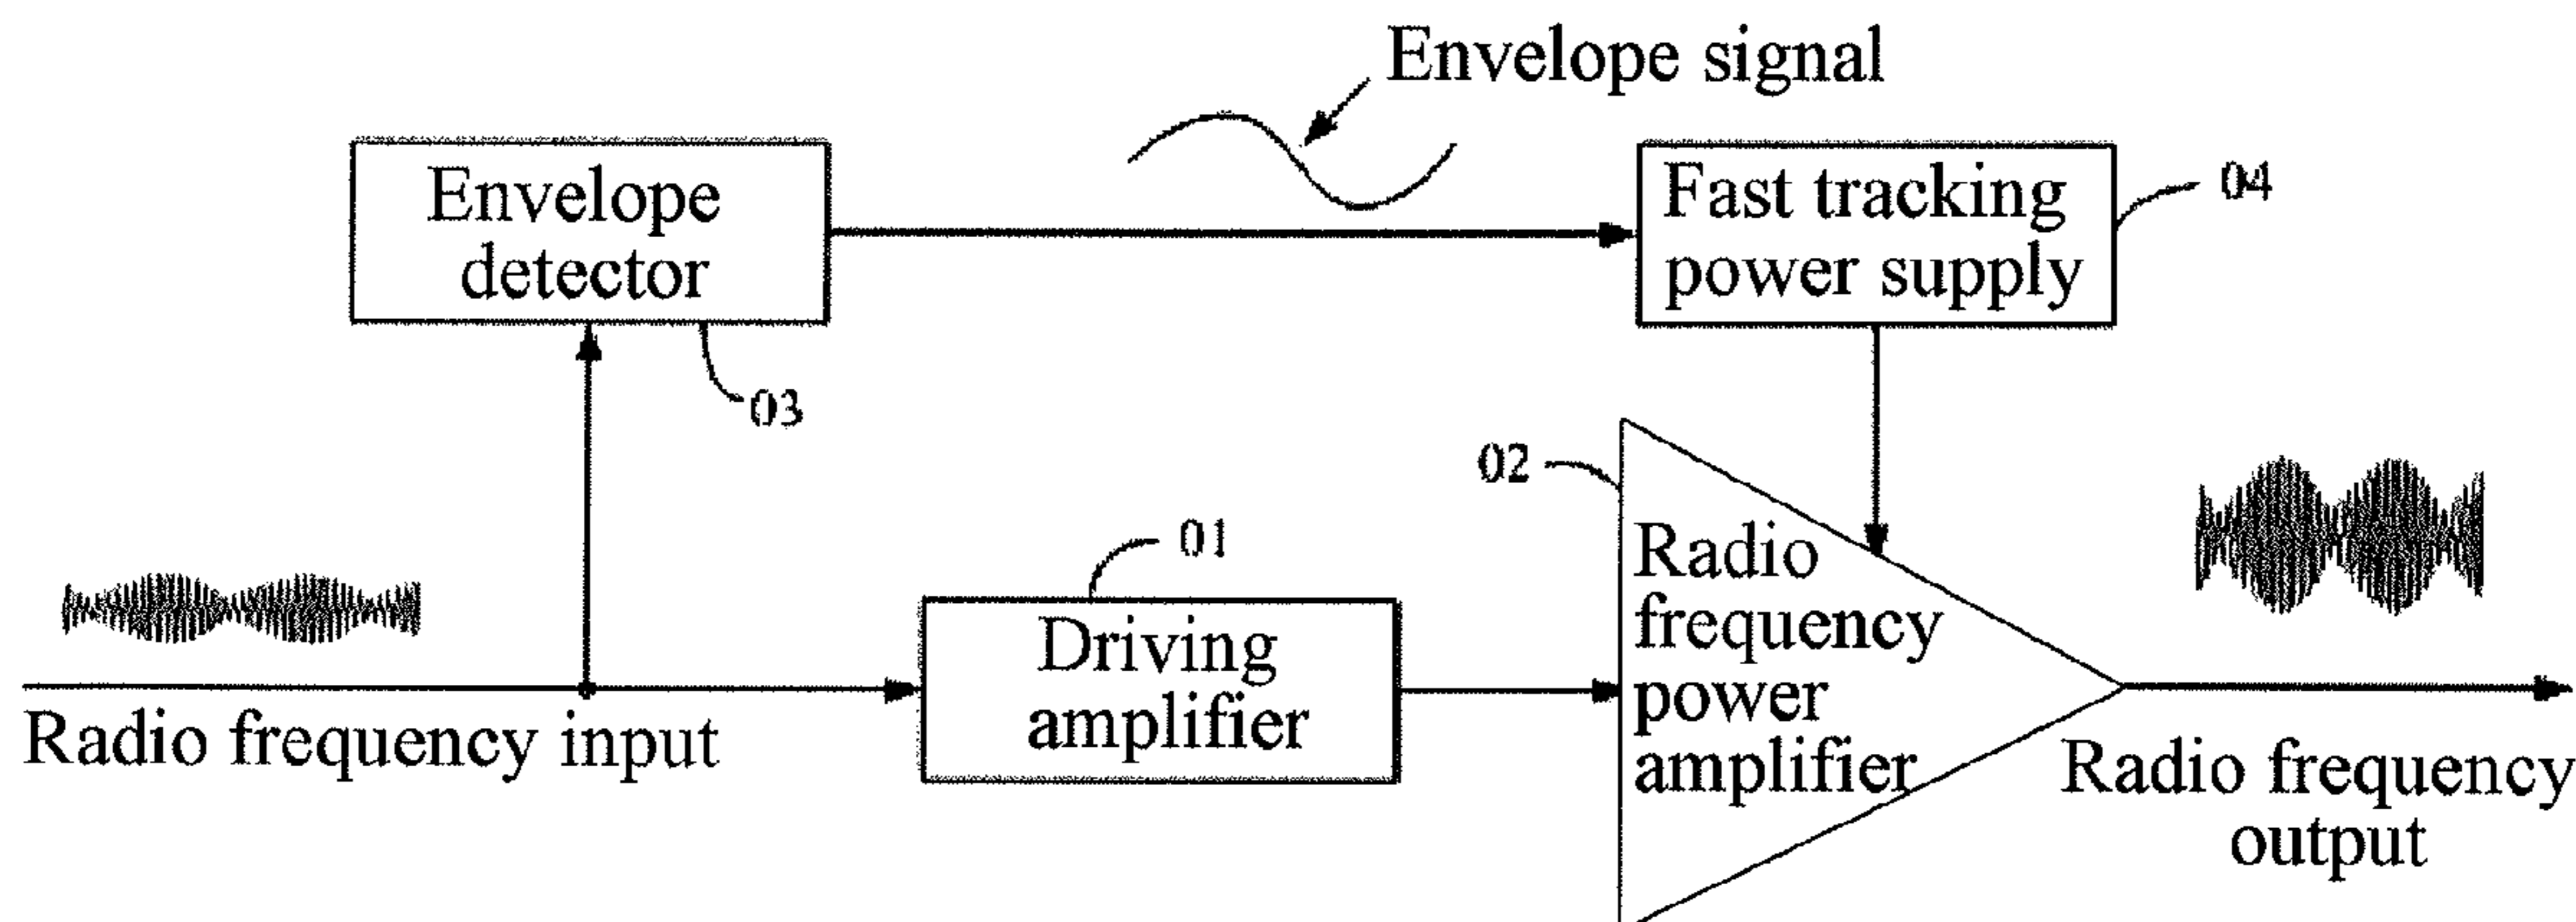 Envelope signal
Envelope
detector
Fast tracking
power supply
04
03
02
01
Radio
frequency
power
amplifier
Driving
amplifier
Radio frequency input
Radio frequency
output